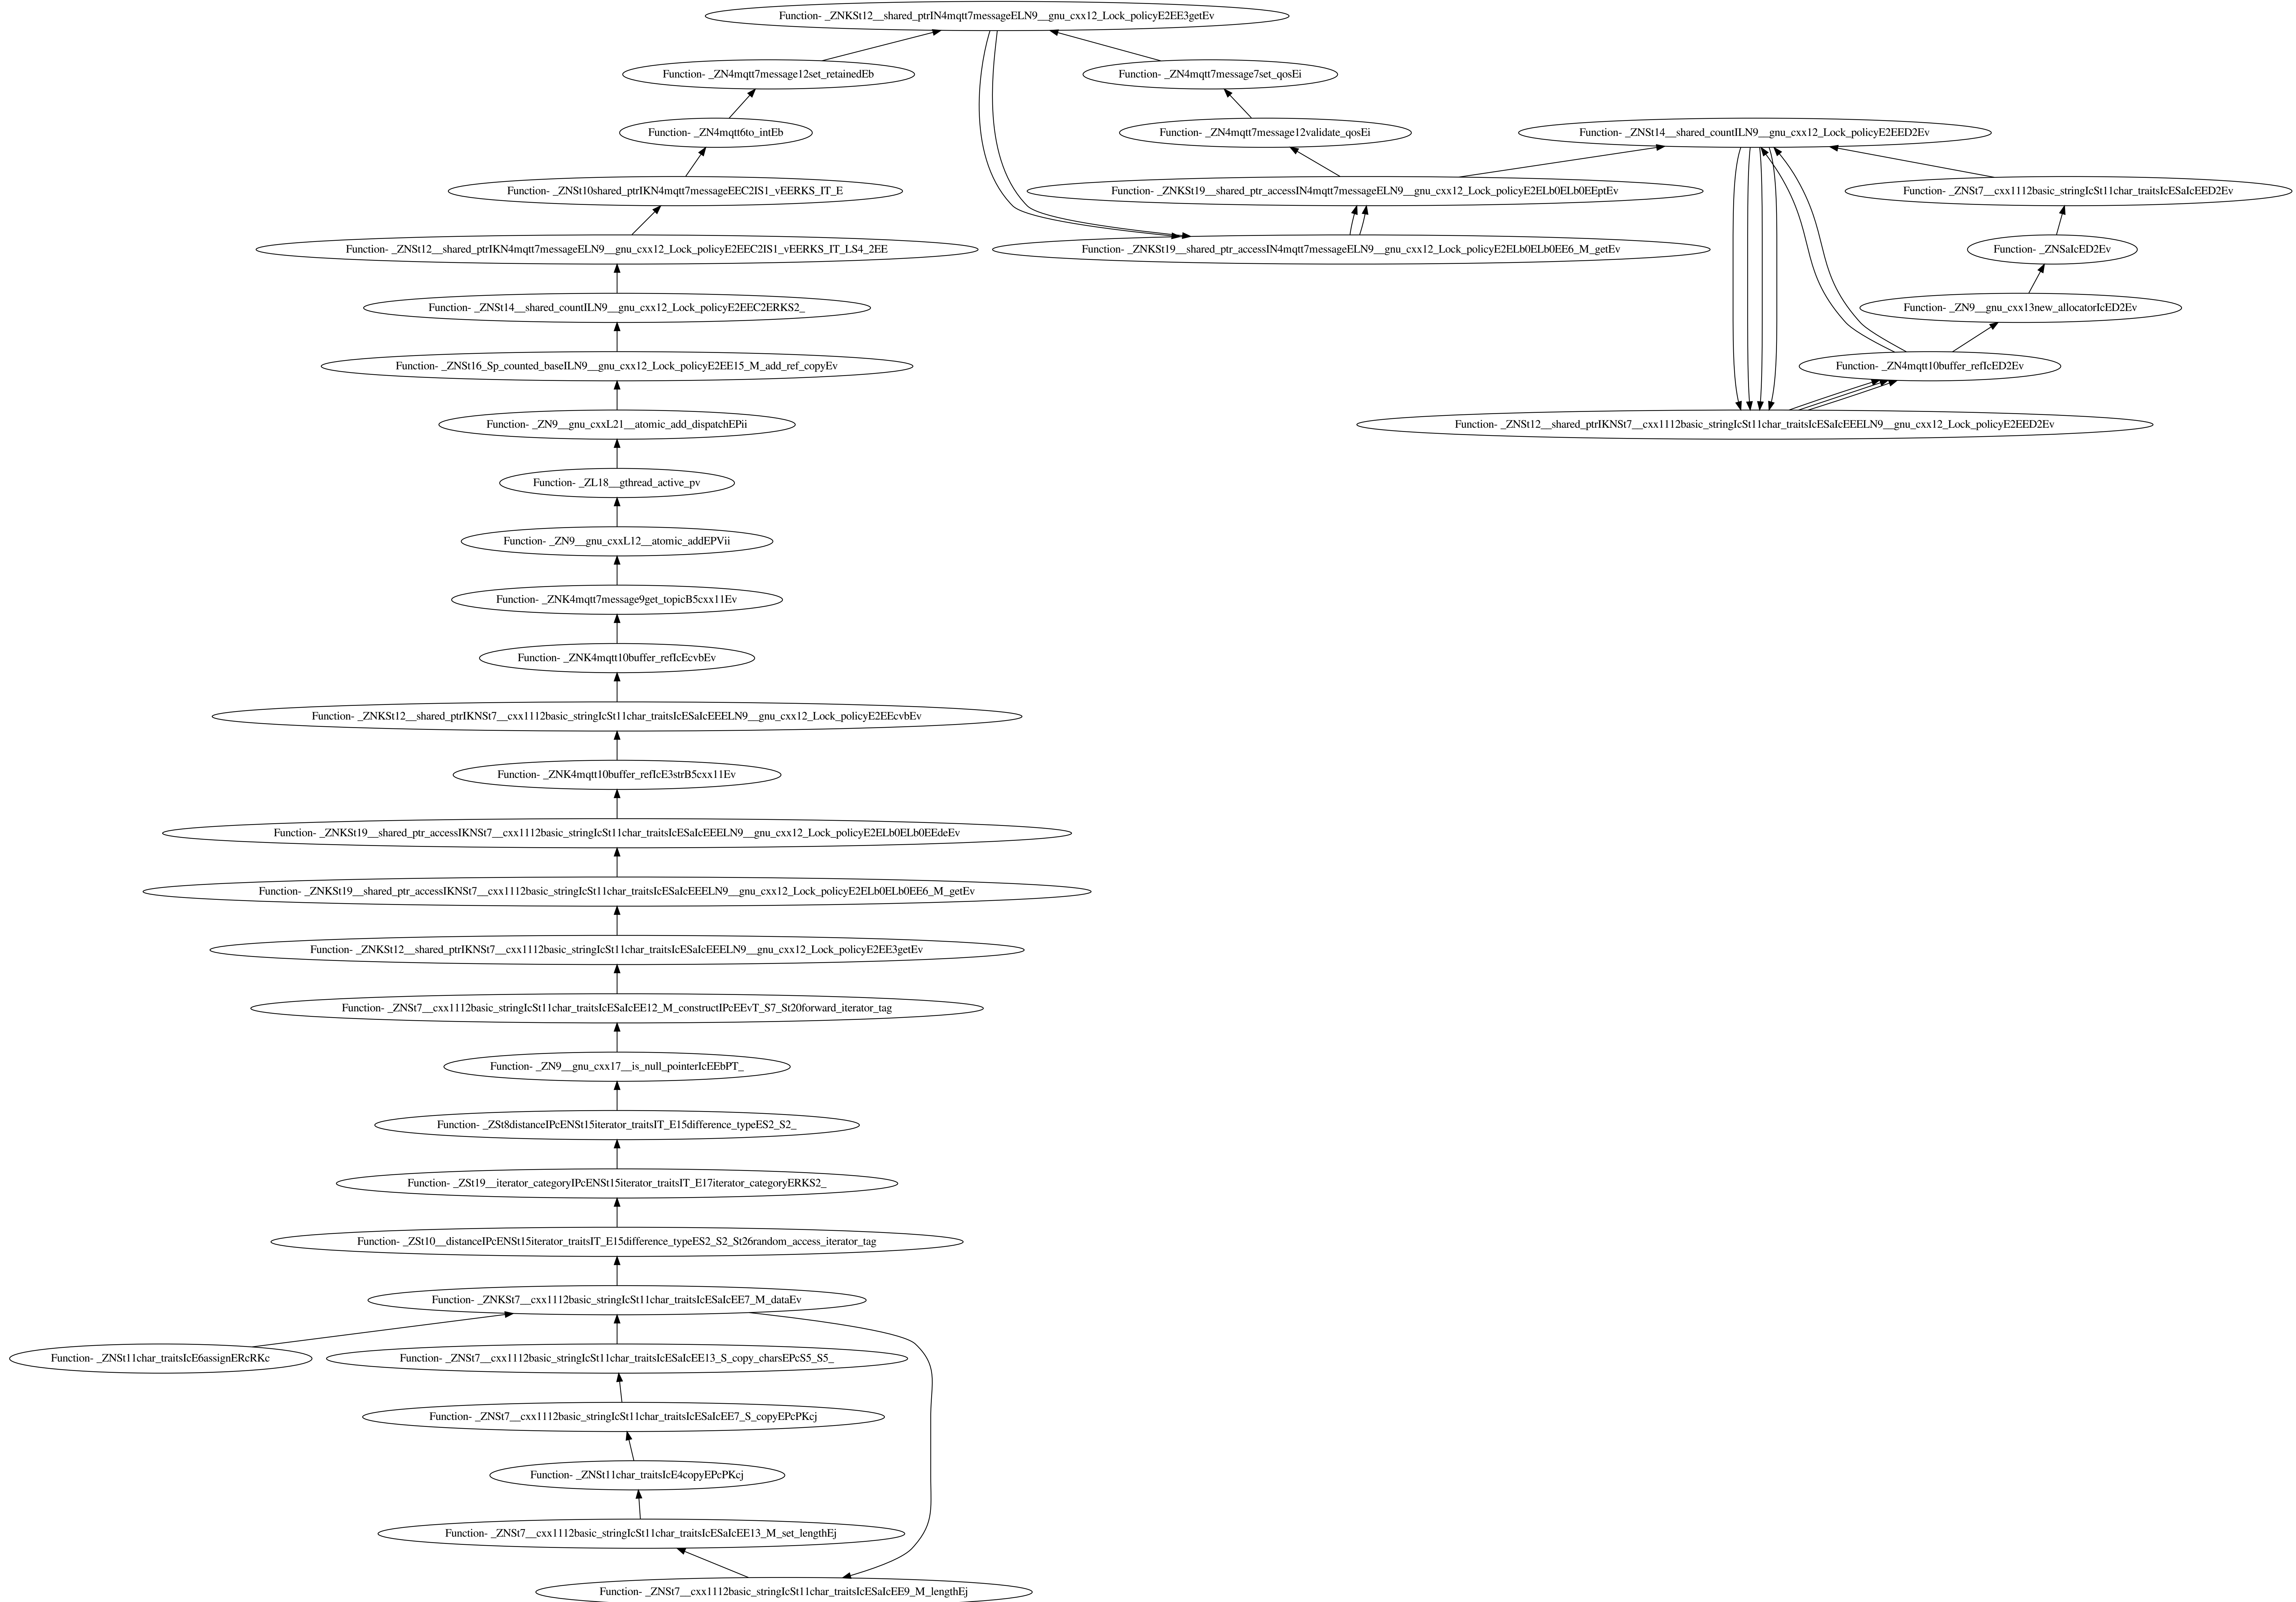 Function- _ZNKSt12__shared_ptrIN4mqtt7messageELN9__gnu_cxx12_Lock_policyE2EE3getEv
Function- _ZN4mqtt7message12set_retainedEb
Function- _ZN4mqtt7message7set_qosEi
Function- _ZN4mqtt6to_intEb
Function- _ZN4mqtt7message12validate_qosEi
Function- _ZNSt14__shared_countILN9__gnu_cxx12_Lock_policyE2EED2Ev
Function- _ZNSt10shared_ptrIKN4mqtt7messageEEC2IS1_vEERKS_IT_E
Function- _ZNKSt19__shared_ptr_accessIN4mqtt7messageELN9__gnu_cxx12_Lock_policyE2ELb0ELb0EEptEv
Function- _ZNSt7__cxx1112basic_stringIcSt11char_traitsIcESaIcEED2Ev
Function- _ZNSt12__shared_ptrIKN4mqtt7messageELN9__gnu_cxx12_Lock_policyE2EEC2IS1_vEERKS_IT_LS4_2EE
Function- _ZNKSt19__shared_ptr_accessIN4mqtt7messageELN9__gnu_cxx12_Lock_policyE2ELb0ELb0EE6_M_getEv
Function- _ZNSaIcED2Ev
Function- _ZNSt14__shared_countILN9__gnu_cxx12_Lock_policyE2EEC2ERKS2_
Function- _ZN9__gnu_cxx13new_allocatorIcED2Ev
Function- _ZNSt16_Sp_counted_baseILN9__gnu_cxx12_Lock_policyE2EE15_M_add_ref_copyEv
Function- _ZN4mqtt10buffer_refIcED2Ev
Function- _ZN9__gnu_cxxL21__atomic_add_dispatchEPii
Function- _ZNSt12__shared_ptrIKNSt7__cxx1112basic_stringIcSt11char_traitsIcESaIcEEELN9__gnu_cxx12_Lock_policyE2EED2Ev
Function- _ZL18__gthread_active_pv
Function- _ZN9__gnu_cxxL12__atomic_addEPVii
Function- _ZNK4mqtt7message9get_topicB5cxx11Ev
Function- _ZNK4mqtt10buffer_refIcEcvbEv
Function- _ZNKSt12__shared_ptrIKNSt7__cxx1112basic_stringIcSt11char_traitsIcESaIcEEELN9__gnu_cxx12_Lock_policyE2EEcvbEv
Function- _ZNK4mqtt10buffer_refIcE3strB5cxx11Ev
Function- _ZNKSt19__shared_ptr_accessIKNSt7__cxx1112basic_stringIcSt11char_traitsIcESaIcEEELN9__gnu_cxx12_Lock_policyE2ELb0ELb0EEdeEv
Function- _ZNKSt19__shared_ptr_accessIKNSt7__cxx1112basic_stringIcSt11char_traitsIcESaIcEEELN9__gnu_cxx12_Lock_policyE2ELb0ELb0EE6_M_getEv
Function- _ZNKSt12__shared_ptrIKNSt7__cxx1112basic_stringIcSt11char_traitsIcESaIcEEELN9__gnu_cxx12_Lock_policyE2EE3getEv
Function- _ZNSt7__cxx1112basic_stringIcSt11char_traitsIcESaIcEE12_M_constructIPcEEvT_S7_St20forward_iterator_tag
Function- _ZN9__gnu_cxx17__is_null_pointerIcEEbPT_
Function- _ZSt8distanceIPcENSt15iterator_traitsIT_E15difference_typeES2_S2_
Function- _ZSt19__iterator_categoryIPcENSt15iterator_traitsIT_E17iterator_categoryERKS2_
Function- _ZSt10__distanceIPcENSt15iterator_traitsIT_E15difference_typeES2_S2_St26random_access_iterator_tag
Function- _ZNKSt7__cxx1112basic_stringIcSt11char_traitsIcESaIcEE7_M_dataEv
Function- _ZNSt11char_traitsIcE6assignERcRKc
Function- _ZNSt7__cxx1112basic_stringIcSt11char_traitsIcESaIcEE13_S_copy_charsEPcS5_S5_
Function- _ZNSt7__cxx1112basic_stringIcSt11char_traitsIcESaIcEE7_S_copyEPcPKcj
Function- _ZNSt11char_traitsIcE4copyEPcPKcj
Function- _ZNSt7__cxx1112basic_stringIcSt11char_traitsIcESaIcEE13_M_set_lengthEj
Function- _ZNSt7__cxx1112basic_stringIcSt11char_traitsIcESaIcEE9_M_lengthEj